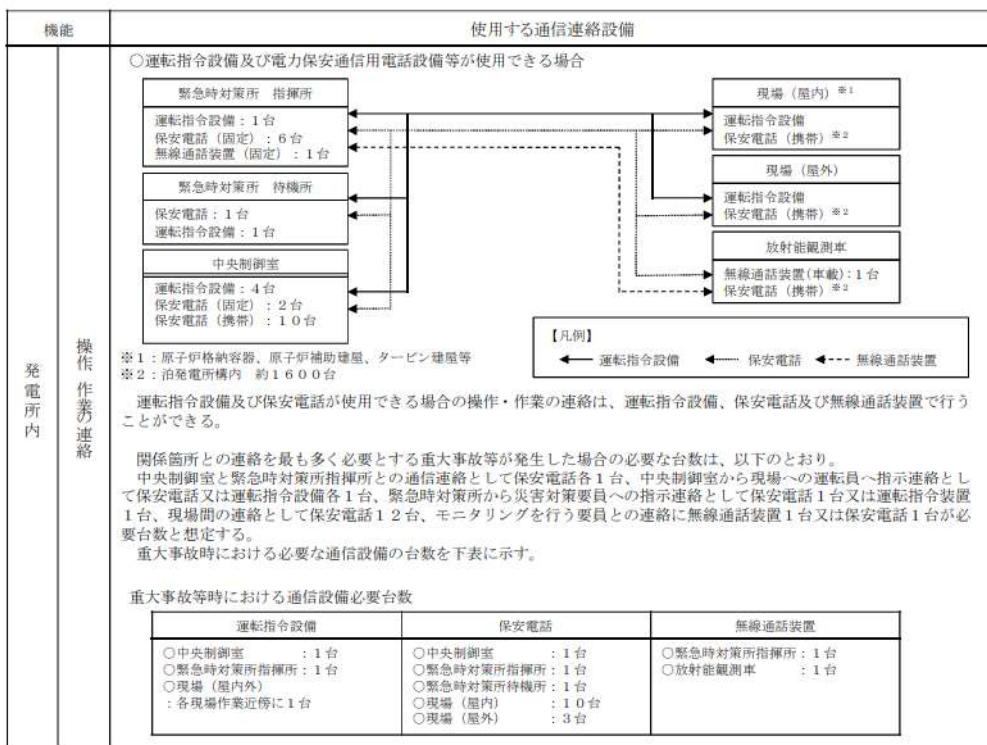 機能
使用する通信連絡設備
発電所内
操作、作業の連絡
○運転指令設備及び電力保安通信用電話設備等が使用できる場合
緊急時対策所 指揮所
運転指令設備:1台
保安電話(固定):6台
無線通話装置(固定):1台
緊急時対策所 待機所
保安電話:1台
運転指令設備:1台
中央制御室
運転指令設備:4台
保安電話(固定):2台
保安電話(携帯):10台
現場(屋内)※1
運転指令設備
保安電話(携帯)※2
現場(屋外)
運転指令設備
保安電話(携帯)※2
放射能観測車
無線通話装置(車載):1台
保安電話(携帯)※2
【凡例】
運転指令設備 保安電話 無線通話装置
※1:原子炉格納容器、原子炉補助建屋、タービン建屋等
※2:泊発電所構内 約1600台
運転指令設備及び保安電話が使用できる場合の操作・作業の連絡は、運転指令設備、保安電話及び無線通話装置で行う
ことができる。
関係箇所との連絡を最も多く必要とする重大事故等が発生した場合の必要な台数は、以下のとおり。
中央制御室と緊急時対策所指揮所との通信連絡として保安電話各1台、中央制御室から現場への運転員へ指示連絡とし
て保安電話又は運転指令設備各1台、緊急時対策所から災害対策要員への指示連絡として保安電話1台又は運転指令装置
1台、現場間の連絡として保安電話12台、モニタリングを行う要員との連絡に無線通話装置1台又は保安電話1台が必
要台数と想定する。
重大事故時における必要な通信設備の台数を下表に示す。
重大事故等時における通信設備必要台数
運転指令設備 保安電話 無線通話装置
○中央制御室 :1台
○緊急時対策所指揮所:1台
○現場(屋内外)
:各現場作業近傍に1台
○中央制御室 :1台
○緊急時対策所指揮所:1台
○緊急時対策所待機所:1台
○現場(屋内) :10台
○現場(屋外) :3台
○緊急時対策所指揮所:1台
○放射能観測車 :1台